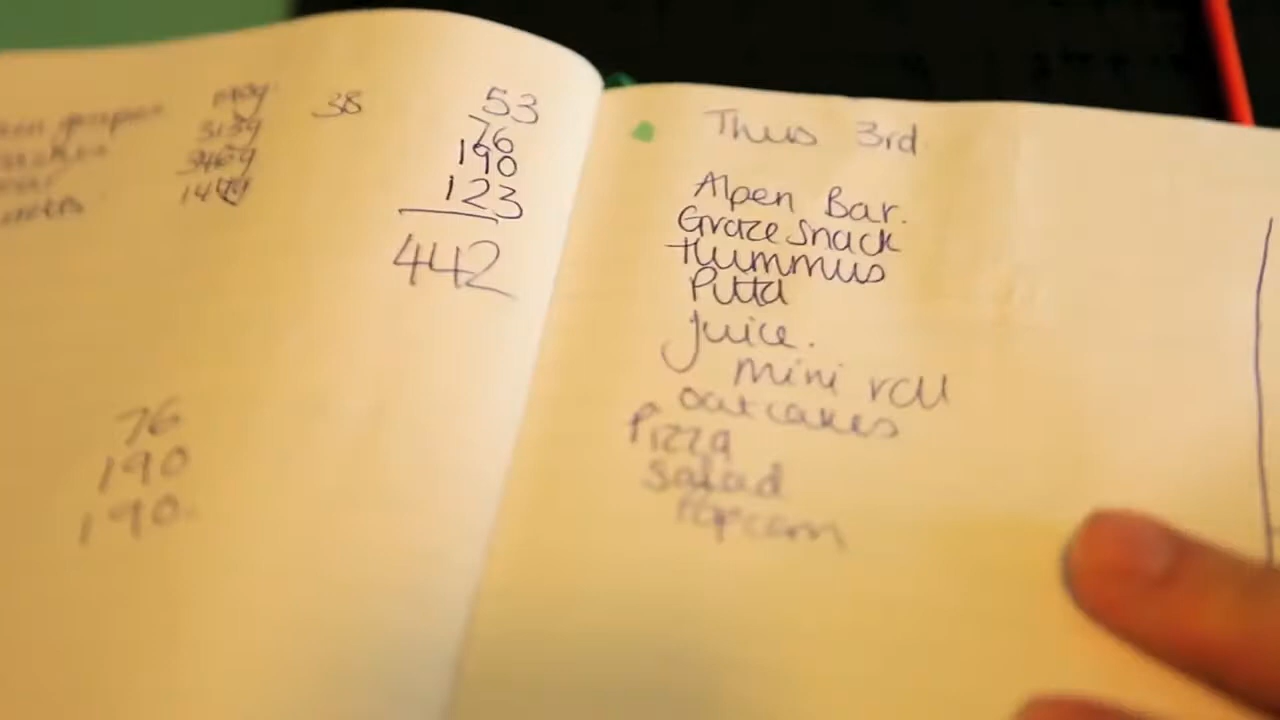 38
53
76
190
123
442
76
190
190.
Thus 3rd
Alpen Bar.
Graze snack
Hummus
Pitta
Juice.
mini roll
oatcakes
Pizza
Salad
Popcorn